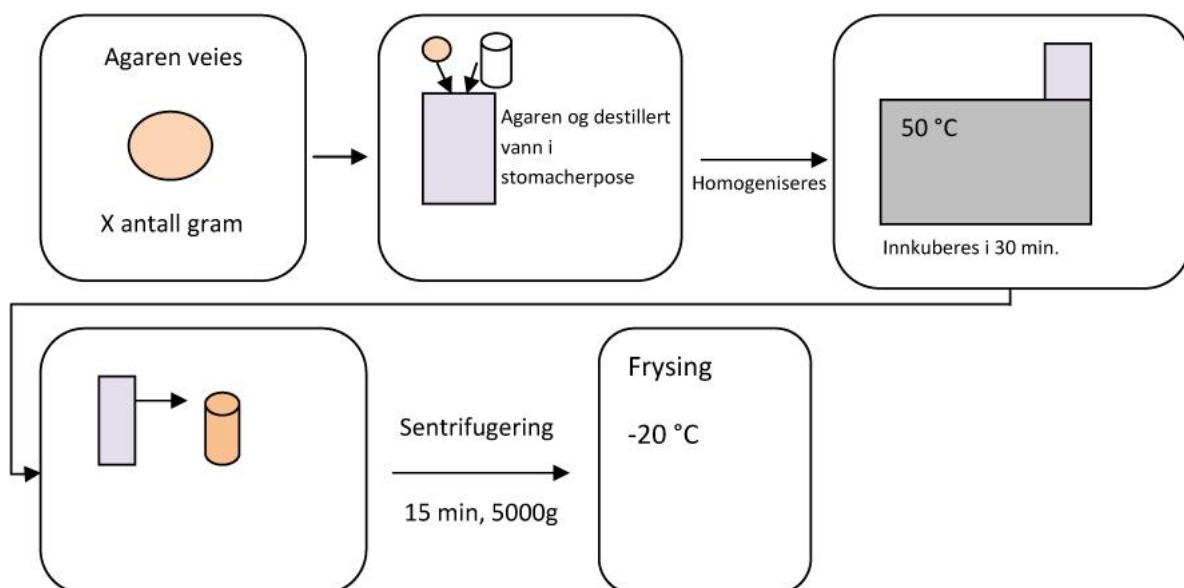 Agaren veies
X antall gram
Agaren og destillert
vann i
stomacherpose
Homogeniseres
50 °C
Innkuberes i 30 min.
Sentrifugering
15 min, 5000g
Frysing
-20 °C